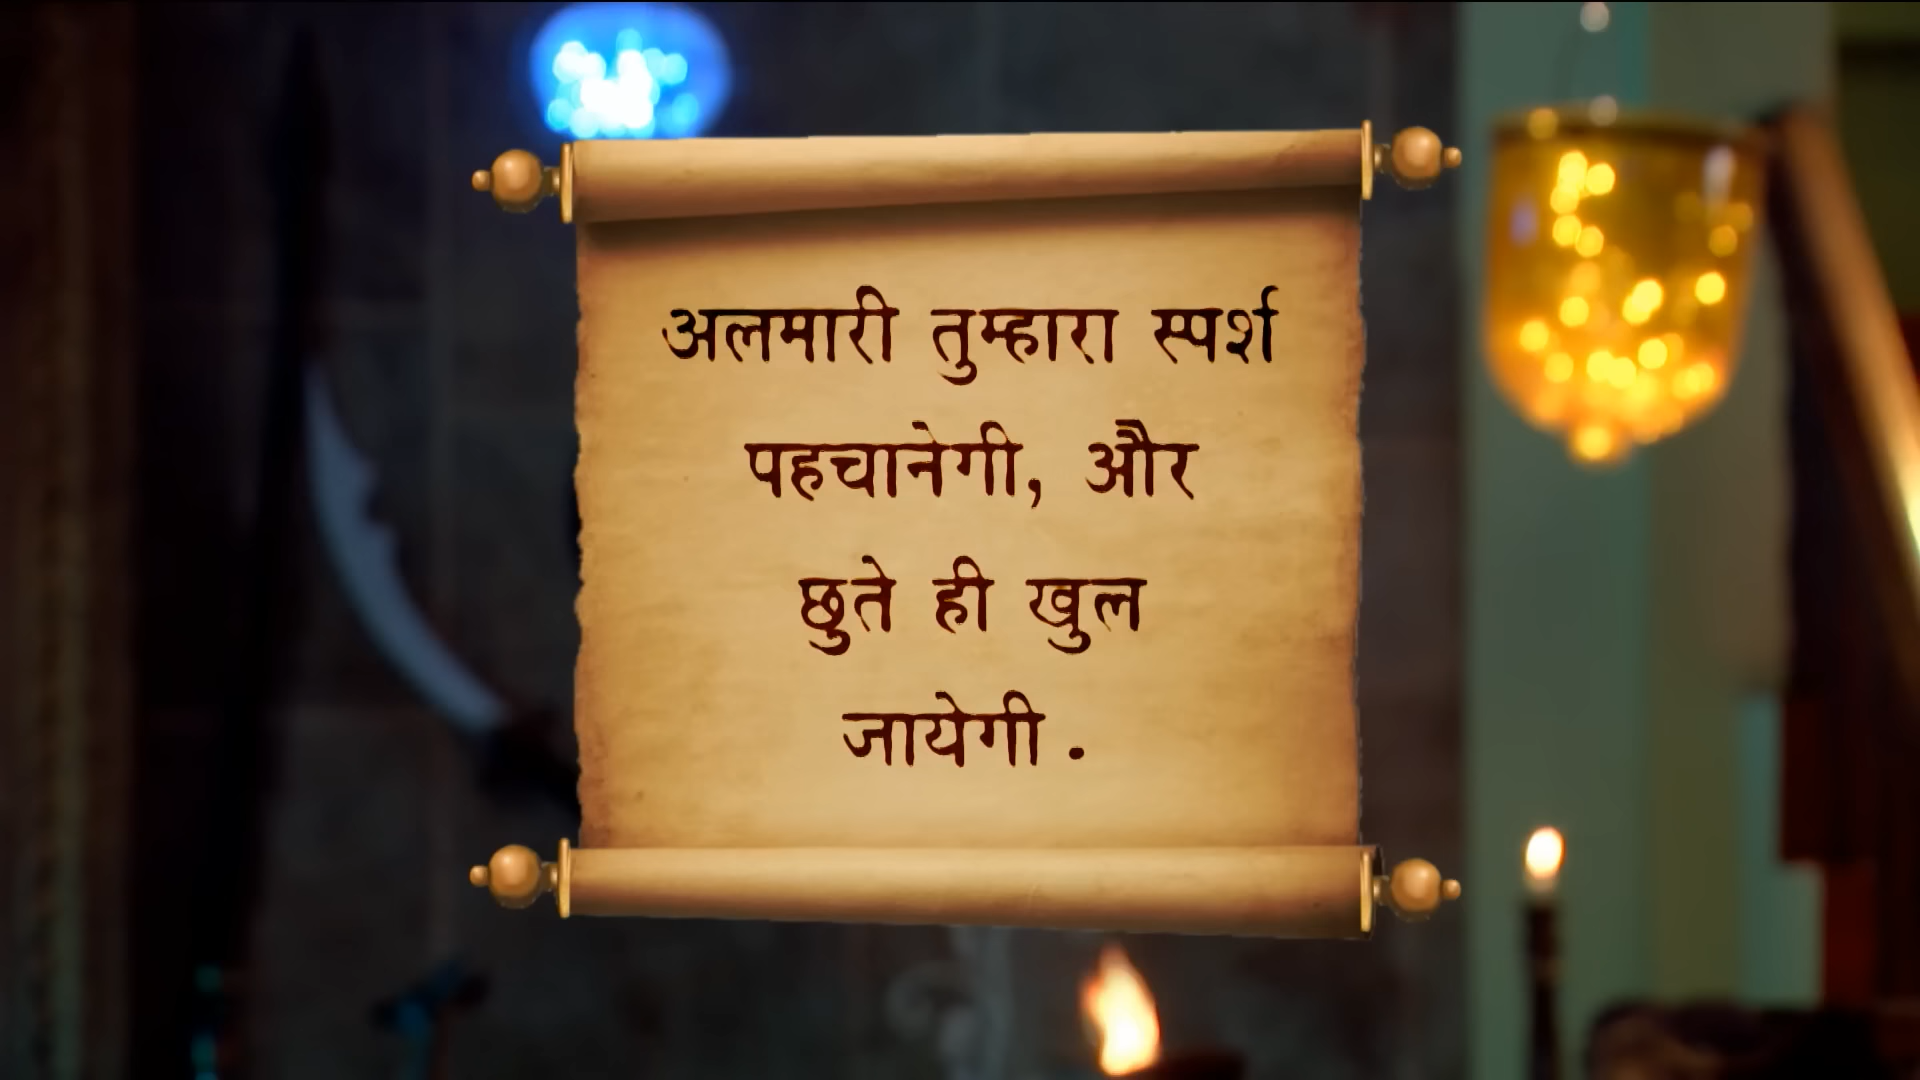 अलमारी तुम्हारा स्पर्श
पहचानेगी, और
छुते ही खुल
जायेगी .